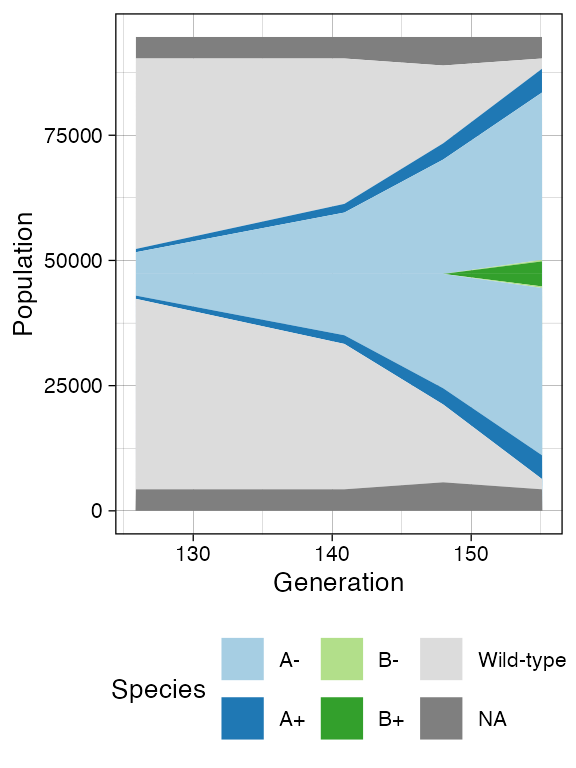 75000
50000
25000
0
Population
130 140 150
Generation
Species
A- B- Wild-type
A+ B+ NA